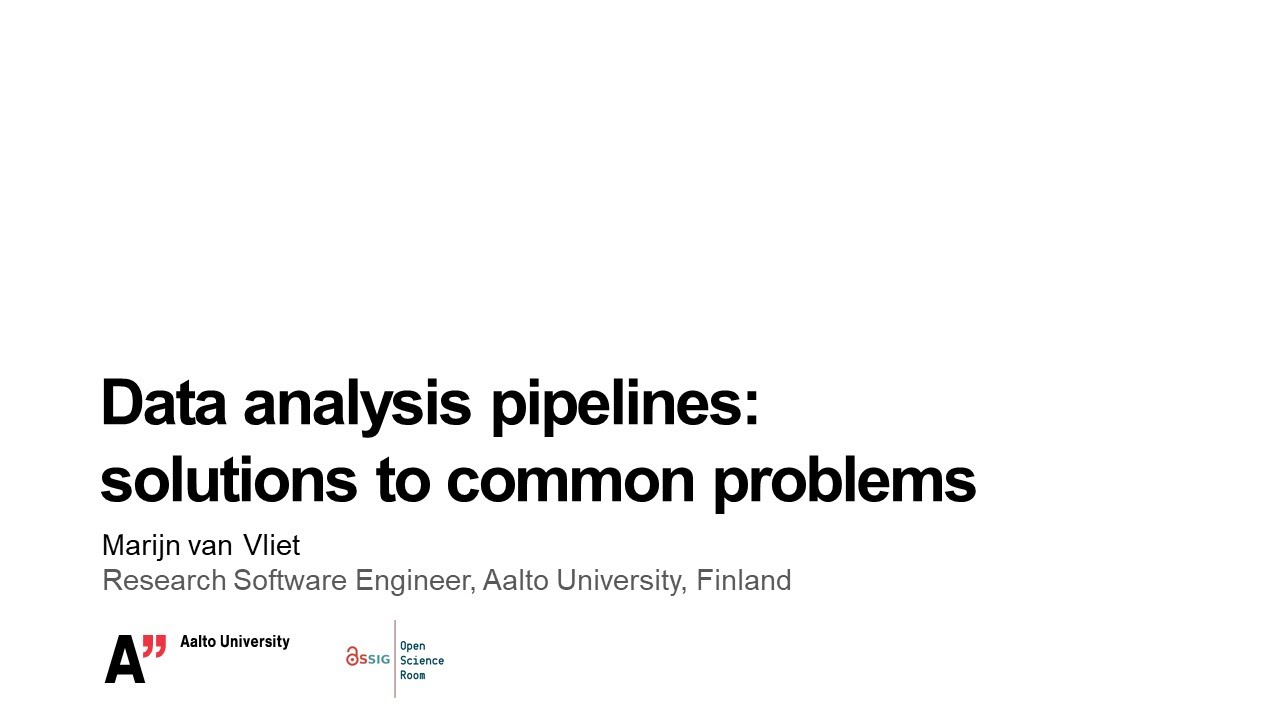 Data analysis pipelines:
solutions to common problems
Marijn van Vliet
Research Software Engineer, Aalto University, Finland
A” Aalto University
OSSIG
Open
Science
Room